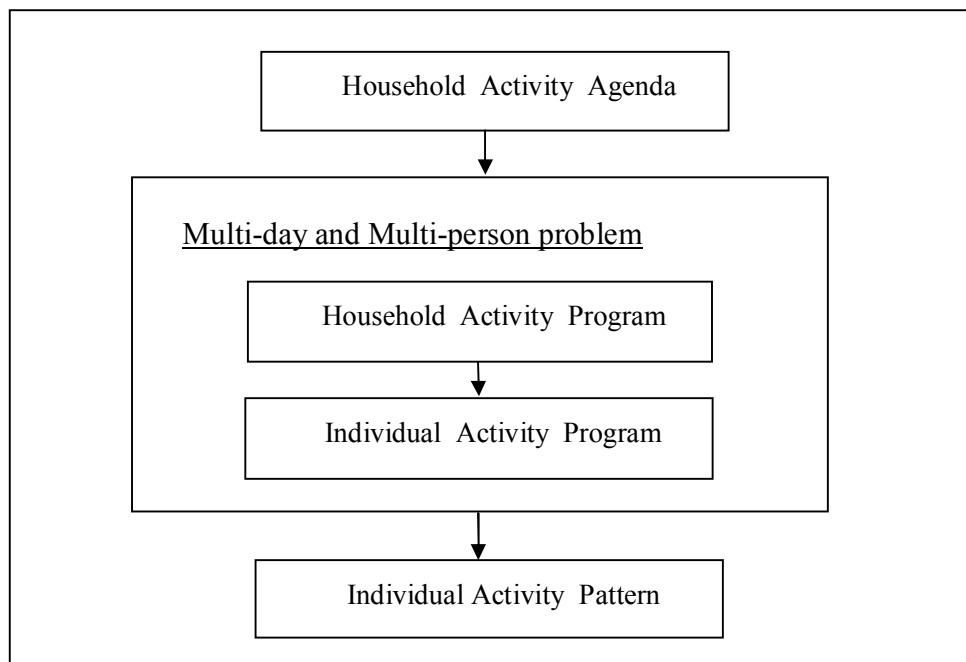 Household Activity Agenda
Multi-day and Multi-person problem
Household Activity Program
Individual Activity Program
Individual Activity Pattern